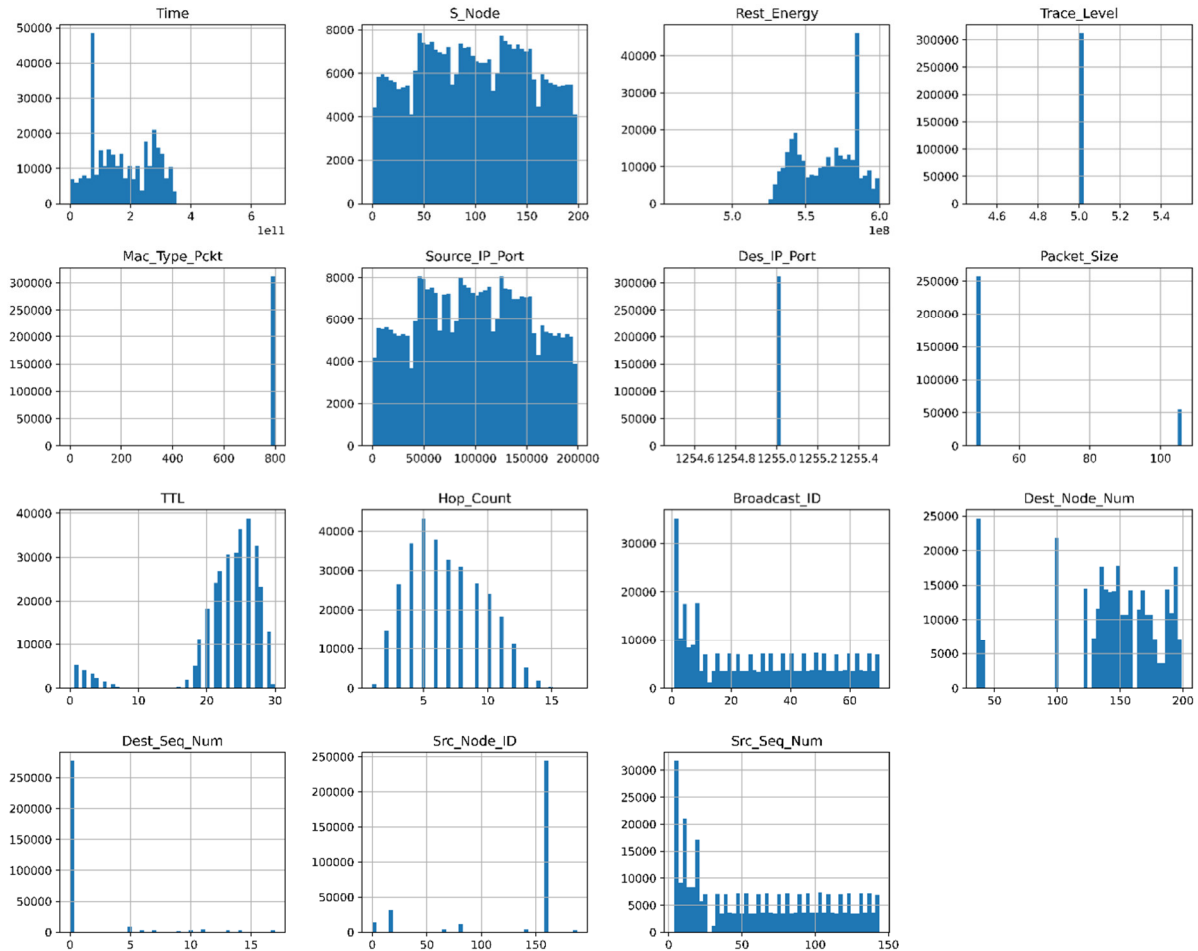 Time S_Node Rest_Energy Trace_Level
50000 8000 300000
40000 40000 250000
6000 30000 200000
30000 4000 150000
20000 20000 100000
10000 2000 10000 50000
0 0 0 0
0 2 4 6 0 50 100 150 200 5.0 5.5 6.0 4.6 4.8 5.0 5.2 5.4
1e11 1e8
Mac_Type_Pckt Source_IP_Port Des_IP_Port Packet_Size
300000 8000 300000 250000
250000 6000 250000 200000
200000 200000 150000
150000 4000 150000 100000
100000 2000 100000 50000
50000 50000
0 0 0 0
0 200 400 600 800 0 50000 100000 150000 200000 1254.6 1254.8 1255.0 1255.2 1255.4 60 80 100
TTL Hop_Count Broadcast_ID Dest_Node_Num
40000 40000 30000 25000
30000 30000 20000 20000
20000 20000 15000
10000 10000 10000 10000
5000
0 0 0 0
0 10 20 30 5 10 15 0 20 40 60 50 100 150 200
Dest_Seq_Num Src_Node_ID Src_Seq_Num
250000 250000 30000
200000 200000 25000
150000 150000 20000
100000 100000 15000
50000 50000 10000
5000
0 0 0
0 5 10 15 0 50 100 150 0 50 100 150